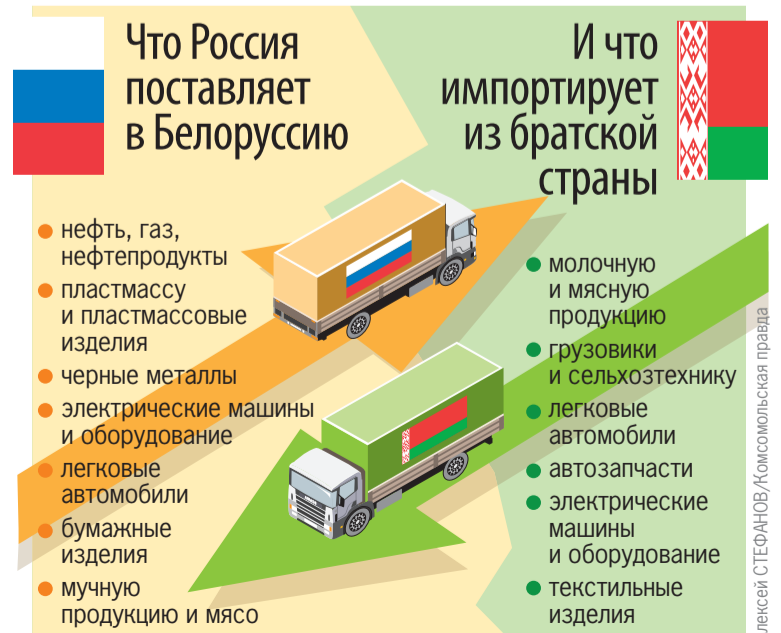 Что Россия
поставляет
в Белоруссию
И что
импортирует
из братской
страны
нефть, газ,
нефтепродукты
пластмассу
и пластмассовые
изделия
черные металлы
электрические машины
и оборудование
легковые
автомобили
бумажные
изделия
мучную
продукцию и мясо
молочную
и мясную
продукцию
грузовики
и сельхозтехнику
легковые
автомобили
автозапчасти
электрические
машины
и оборудование
текстильные
изделия
лексей СТЕФАНОВ/Комсомольская правда